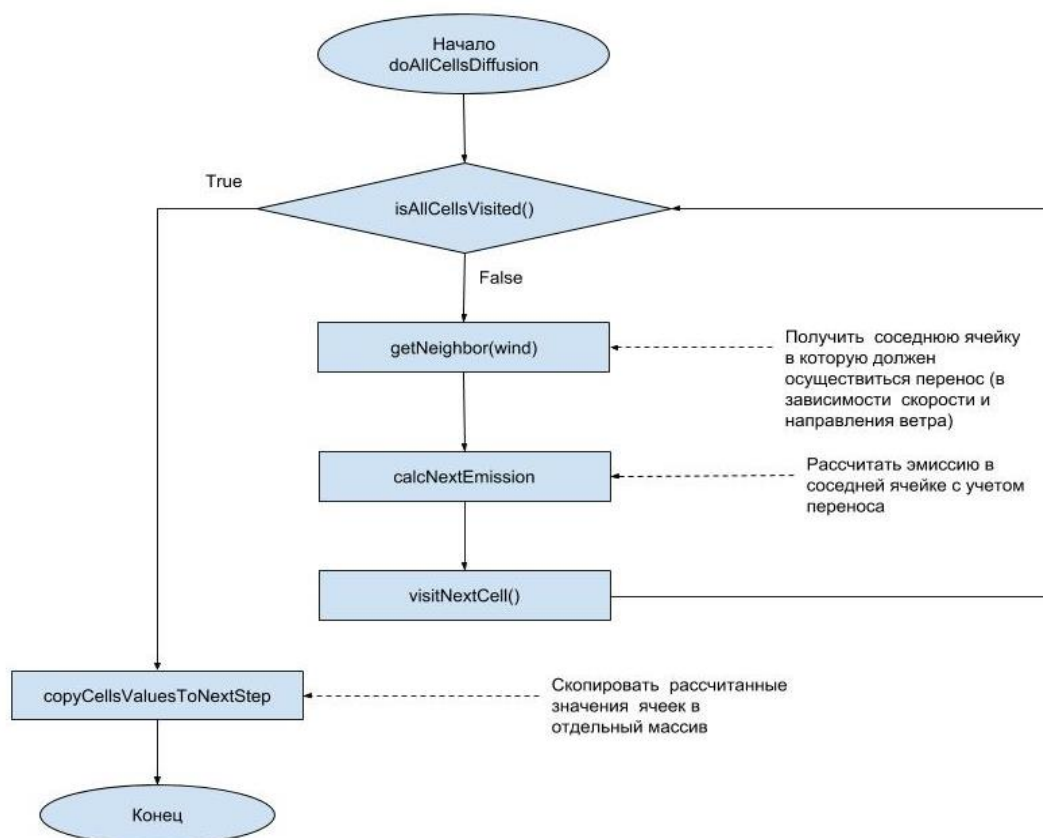 Начало
doAllCellsDiffusion
True
isAllCellsVisited()
False
getNeighbor(wind)
Получить соседнюю ячейку
в которую должен
осуществиться перенос (в
зависимости скорости и
направления ветра)
calcNextEmission
Рассчитать эмиссию в
соседней ячейке с учетом
переноса
visitNextCell()
copyCellsValuesToNextStep
Скопировать рассчитанные
значения ячеек в
отдельный массив
Конец